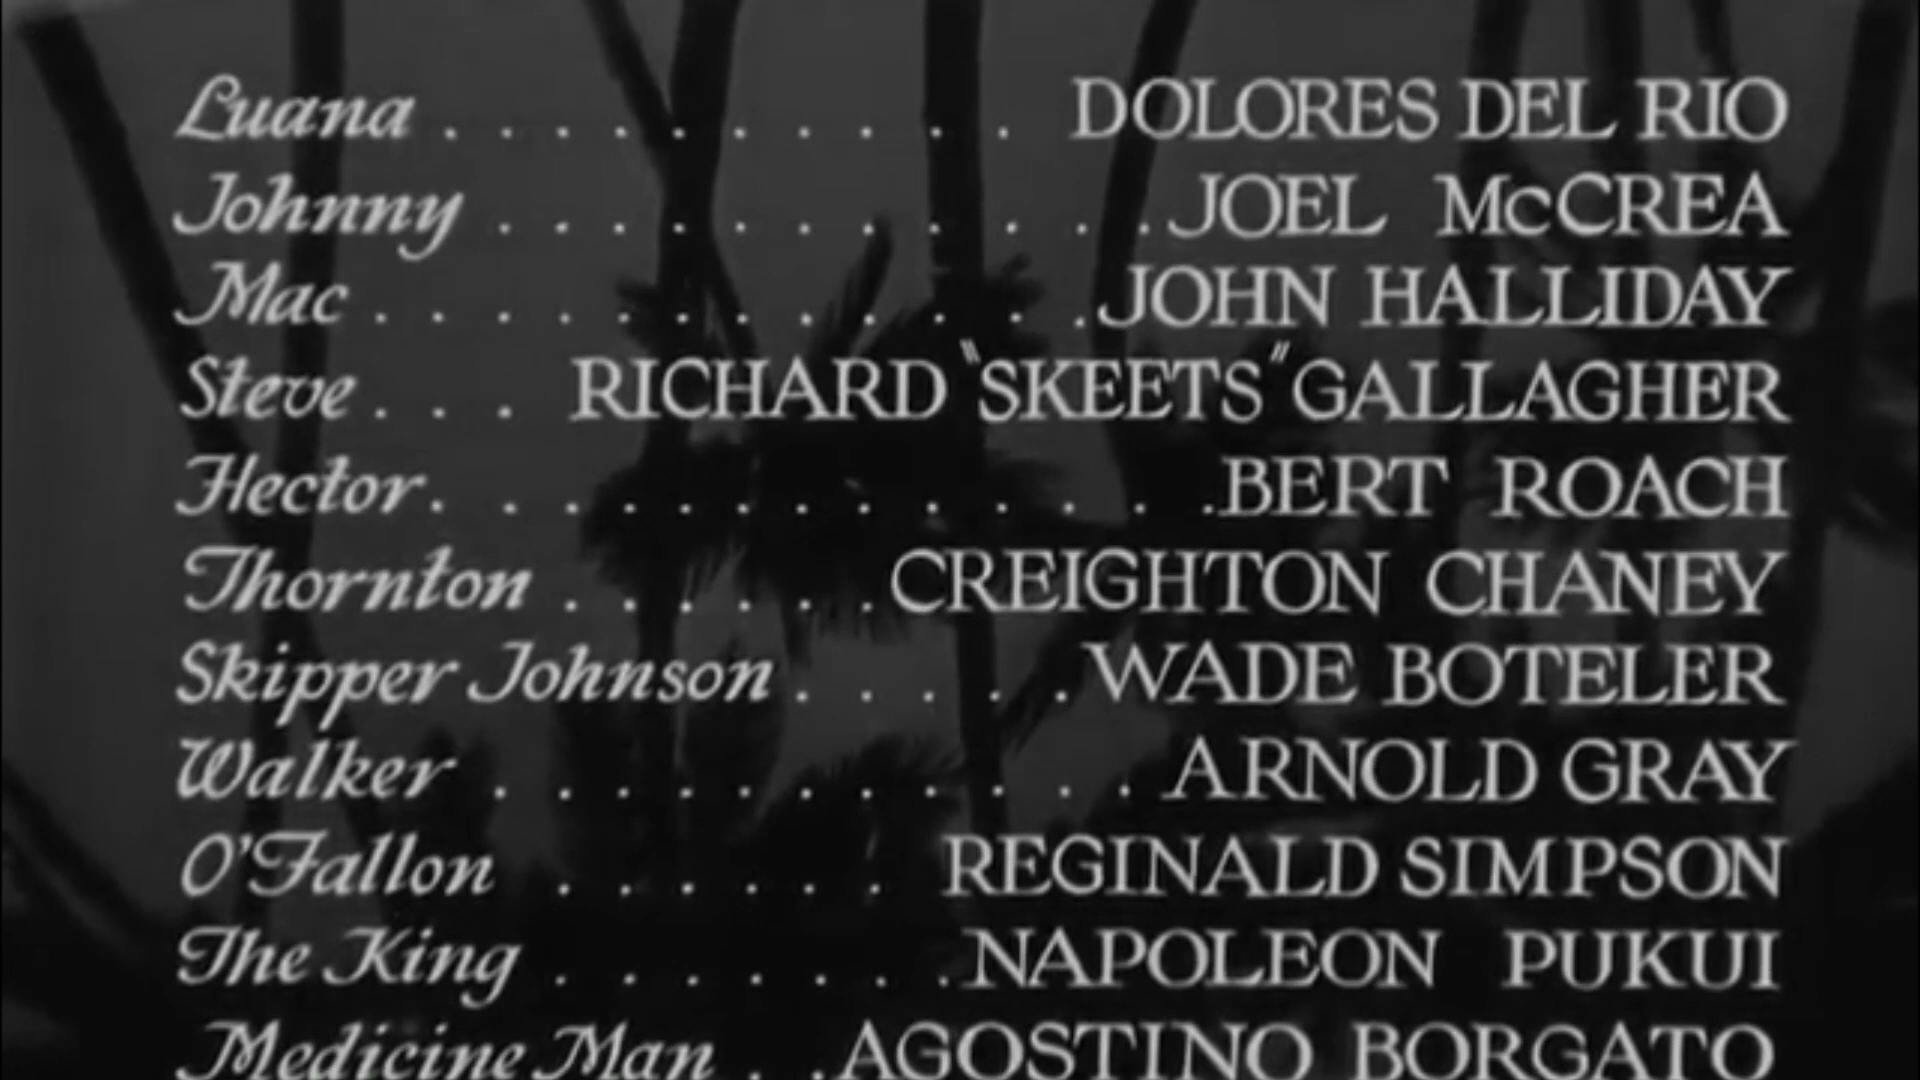 Luana . . . . . . . . . . DOLORES DEL RIO
Johnny . . . . . . . . . . . . JOEL McCREA
Mac . . . . . . . . . . . . . JOHN HALLIDAY
Steve . . . RICHARD "SKEETS" GALLAGHER
Hector . . . . . . . . . . . . . BERT ROACH
Thornton . . . . . . CREIGHTON CHANEY
Skipper Johnson . . . . . WADE BOTELER
Walker . . . . . . . . . . . ARNOLD GRAY
O'Fallon . . . . . . REGINALD SIMPSON
The King . . . . . . . NAPOLEON PUKUI
Medicine Man . . AGOSTINO BORGATO